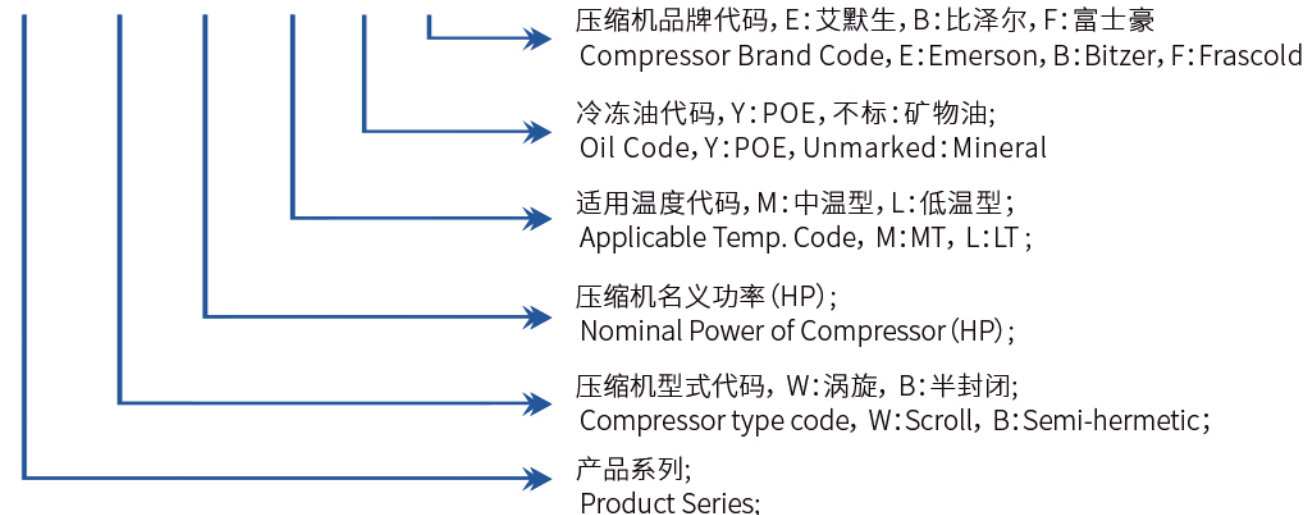 压缩机品牌代码，E：艾默生，B：比泽尔，F：富士豪
Compressor Brand Code，E：Emerson，B：Bitzer，F：Frascold
冷冻油代码，Y：POE，不标：矿物油;
Oil Code，Y：POE，Unmarked：Mineral
适用温度代码，M：中温型，L：低温型；
Applicable Temp. Code，M：MT，L：LT；
压缩机名义功率（HP）;
Nominal Power of Compressor（HP）;
压缩机型式代码，W：涡旋，B：半封闭;
Compressor type code，W：Scroll，B：Semi-hermetic；
产品系列;
Product Series;